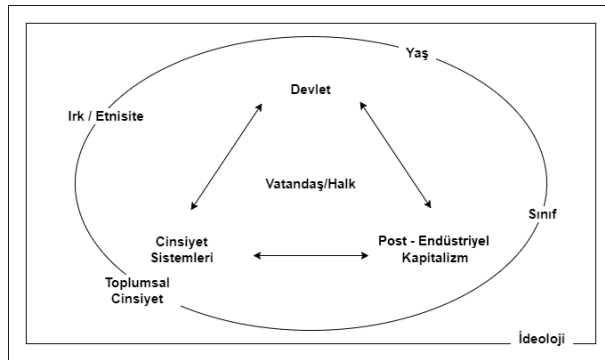 Yaş
Devlet
Irk / Etnisite
Vatandaş/Halk
Sınıf
Cinsiyet
Sistemleri
Post - Endüstriyel
Kapitalizm
Toplumsal
Cinsiyet
İdeoloji